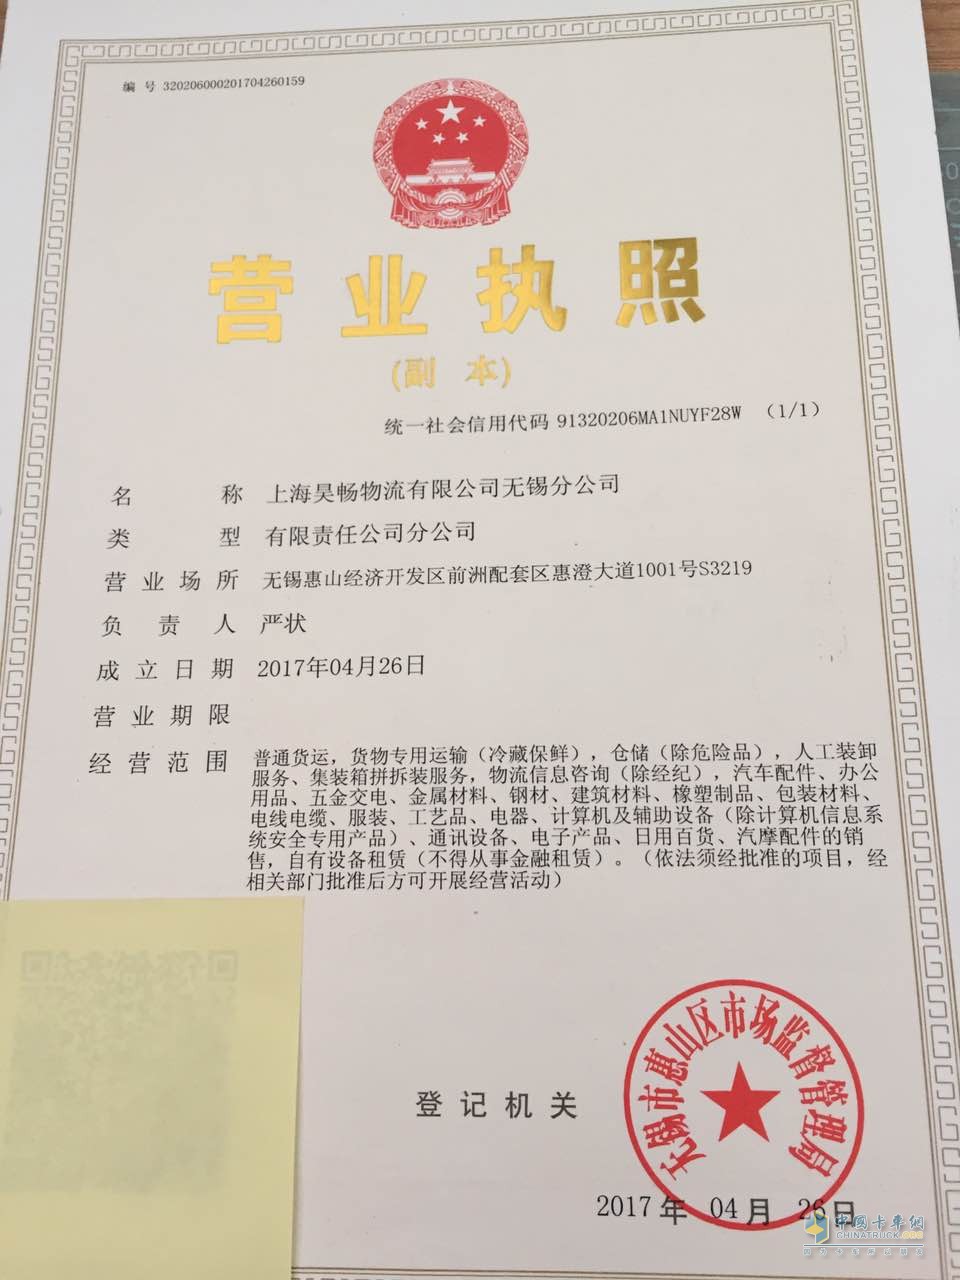 编 号 320206000201704260159
营业执照
(副 本)
统一社会信用代码 91320206MA1NUYF28W (1/1)
名 称 上海昊畅物流有限公司无锡分公司
类 型 有限责任公司分公司
营业场所 无锡惠山经济开发区前洲配套区惠澄大道1001号S3219
负责人 严状
成立日期 2017年04月26日
营业期限
经营范围 普通货运，货物专用运输（冷藏保鲜），仓储（除危险品），人工装卸
服务、集装箱拼拆装服务，物流信息咨询（除经纪），汽车配件、办公
用品、五金交电、金属材料、钢材、建筑材料、橡塑制品、包装材料、
电线电缆、服装、工艺品、电器、计算机及辅助设备（除计算机信息系
统安全专用产品）、通讯设备、电子产品、日用百货、汽摩配件的销
售，自有设备租赁（不得从事金融租赁）。（依法须经批准的项目，经
相关部门批准后方可开展经营活动）
无锡市惠山区市场监督管理局
登记机关
2017年 04月 26日
中国卡车网
CHINATRUCK.ORG